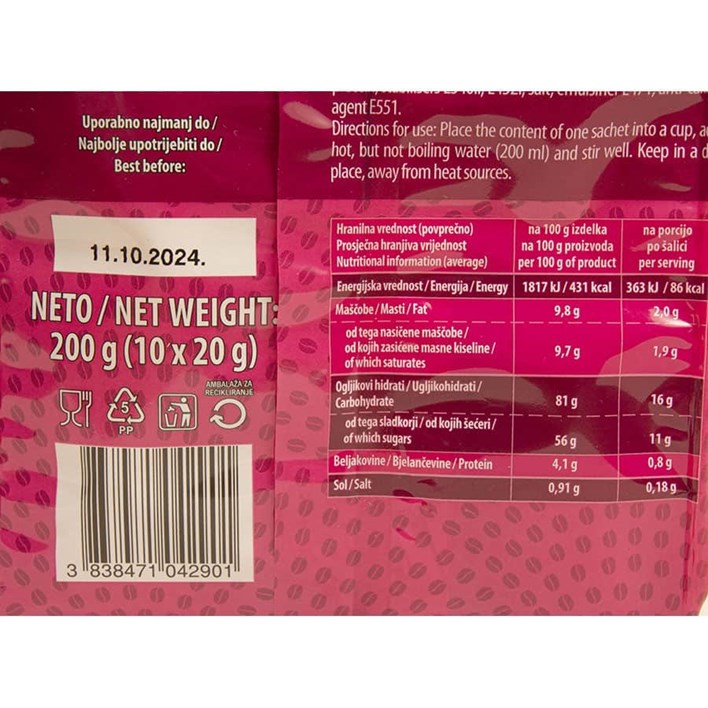 Uporabno najmanj do /
Najbolje upotrijebiti do /
Best before:
11.10.2024.
NETO / NET WEIGHT:
200 g (10 x 20 g)
5
PP
AMBALAŽA ZA
RECIKLIRANJE
3 838471 042901
agent E551.
Directions for use: Place the content of one sachet into a cup,
hot, but not boiling water (200 ml) and stir well. Keep in a
place, away from heat sources.
Hranilna vrednost (povprečno)
Prosječna hranjiva vrijednost
Nutritional information (average)
na 100 g izdelka
na 100 g proizvoda
per 100 g of product
na porcijo
po šalici
per serving
Energijska vrednost / Energija / Energy 1817 kJ / 431 kcal 363 kJ / 86 kcal
Maščobe / Masti / Fat 9,8 g 2,0 g
od tega nasičene maščobe /
od kojih zasićene masne kiseline /
of which saturates 9,7 g 1,9 g
Ogljikovi hidrati / Ugljikohidrati /
Carbohydrate 81 g 16 g
od tega sladkorji / od kojih šećeri /
of which sugars 56 g 11 g
Beljakovine / Bjelančevine / Protein 4,1 g 0,8 g
Sol / Salt 0,91 g 0,18 g